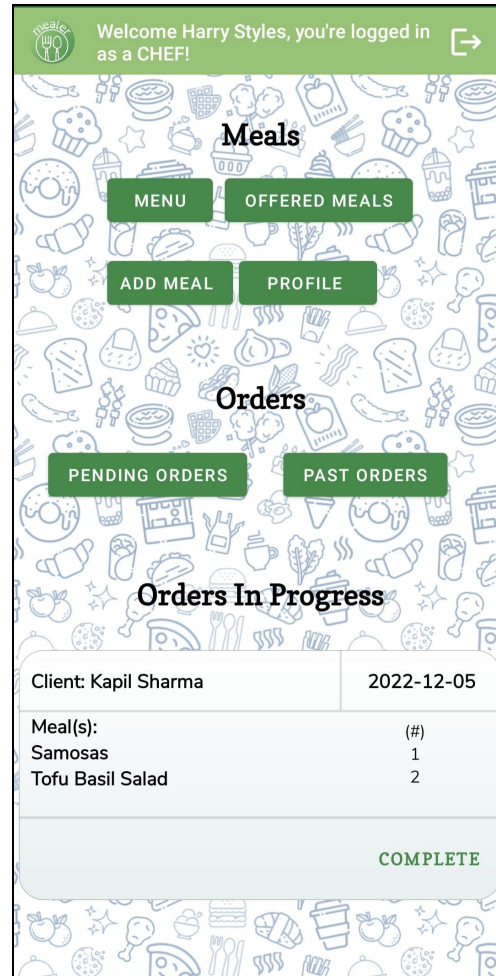 mealer
Welcome Harry Styles, you're logged in
as a CHEF!
Meals
MENU
OFFERED MEALS
ADD MEAL
PROFILE
Orders
PENDING ORDERS
PAST ORDERS
Orders In Progress
Client: Kapil Sharma
2022-12-05
Meal(s):
(#)
Samosas
1
Tofu Basil Salad
2
COMPLETE